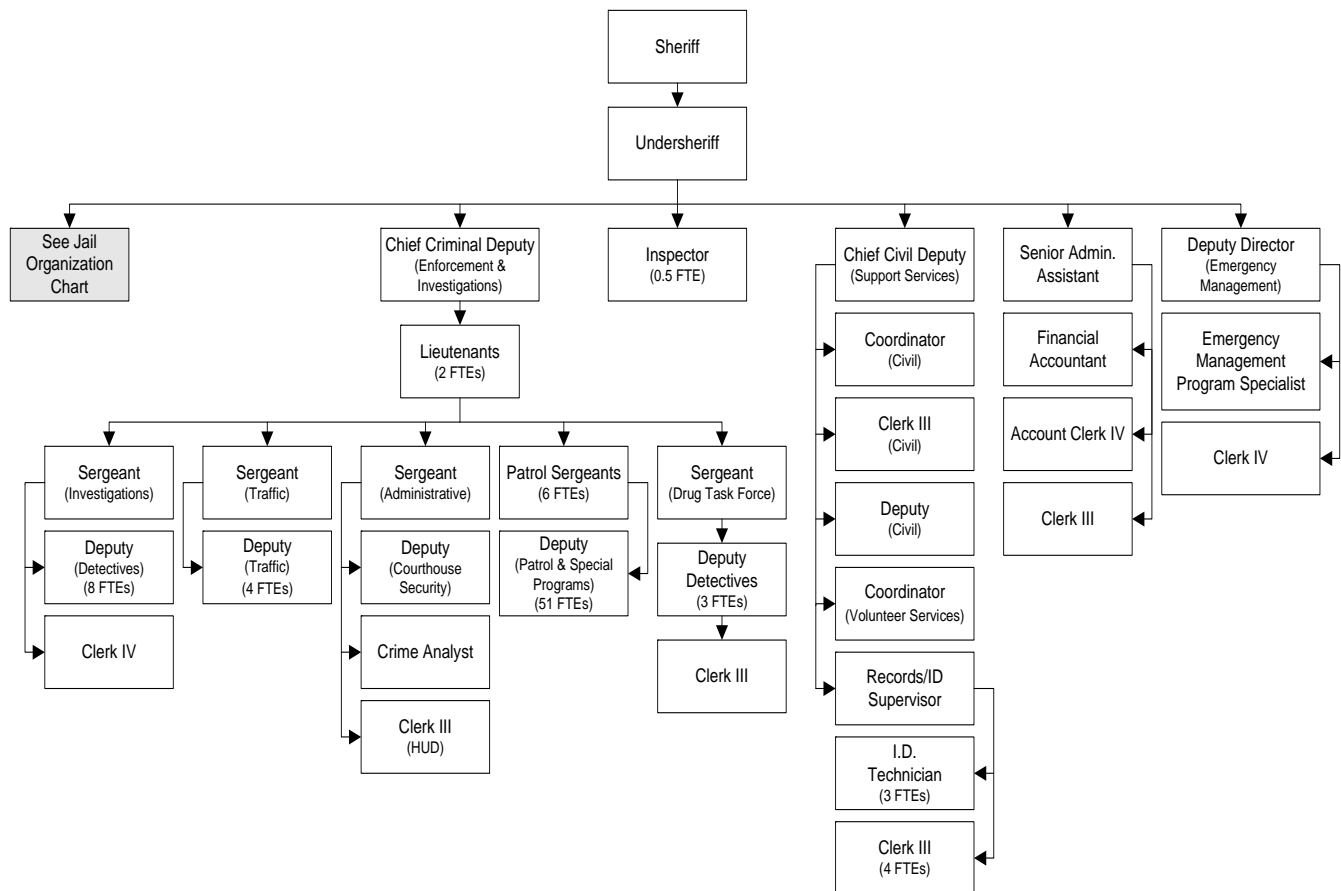 Sheriff
Undersheriff
See Jail
Organization
Chart
Chief Criminal Deputy
(Enforcement &
Investigations)
Inspector
(0.5 FTE)
Chief Civil Deputy
(Support Services)
Senior Admin.
Assistant
Deputy Director
(Emergency
Management)
Lieutenants
(2 FTEs)
Sergeant
(Investigations)
Deputy
(Detectives)
(8 FTEs)
Clerk IV
Sergeant
(Traffic)
Deputy
(Traffic)
(4 FTEs)
Sergeant
(Administrative)
Deputy
(Courthouse
Security)
Crime Analyst
Clerk III
(HUD)
Patrol Sergeants
(6 FTEs)
Deputy
(Patrol & Special
Programs)
(51 FTEs)
Sergeant
(Drug Task Force)
Deputy
Detectives
(3 FTEs)
Clerk III
Coordinator
(Civil)
Clerk III
(Civil)
Deputy
(Civil)
Coordinator
(Volunteer Services)
Records/ID
Supervisor
I.D.
Technician
(3 FTEs)
Clerk III
(4 FTEs)
Financial
Accountant
Account Clerk IV
Clerk III
Emergency
Management
Program Specialist
Clerk IV